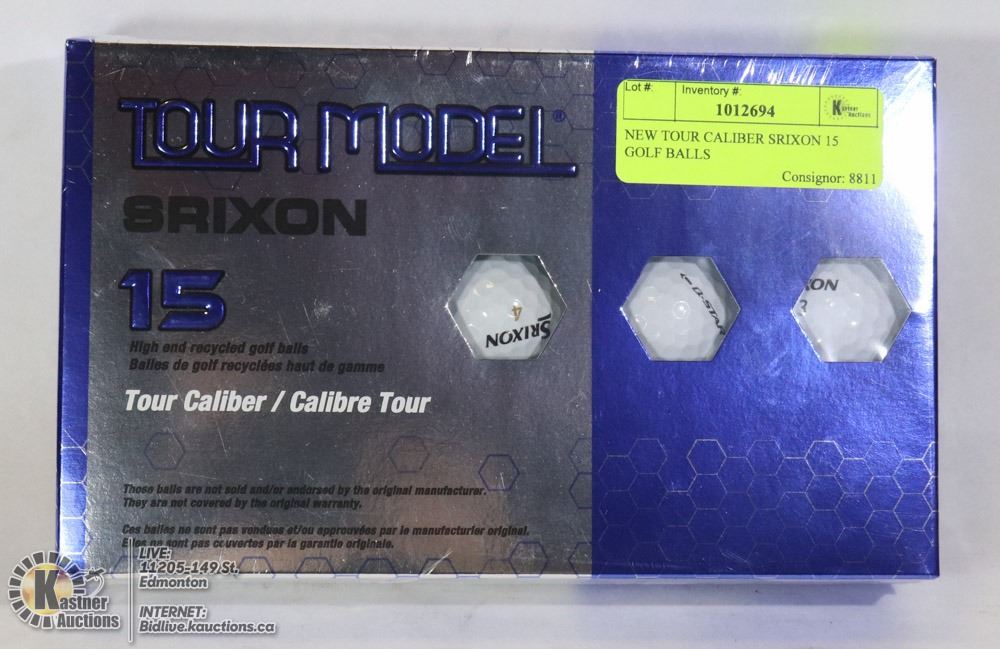 TOUR MODEL®
SRIXON
15
High end recycled golf balls
Balles de golf recyclées haut de gamme
Tour Caliber / Calibre Tour
These balls are not sold and/or endorsed by the original manufacturer.
They are not covered by the original warranty.
Ces balles ne sont pas vendues et/ou approuvées par le manufacturier original.
Elles ne sont pas couvertes par la garantie originale.
Lot #:
Inventory #:
1012694
Kastner
Auctions
NEW TOUR CALIBER SRIXON 15
GOLF BALLS
Consignor: 8811
4
SRIXON
Q-STAR
XON
Kastner
Auctions
LIVE:
11205-149 St.
Edmonton
INTERNET:
Bidlive.kauctions.ca